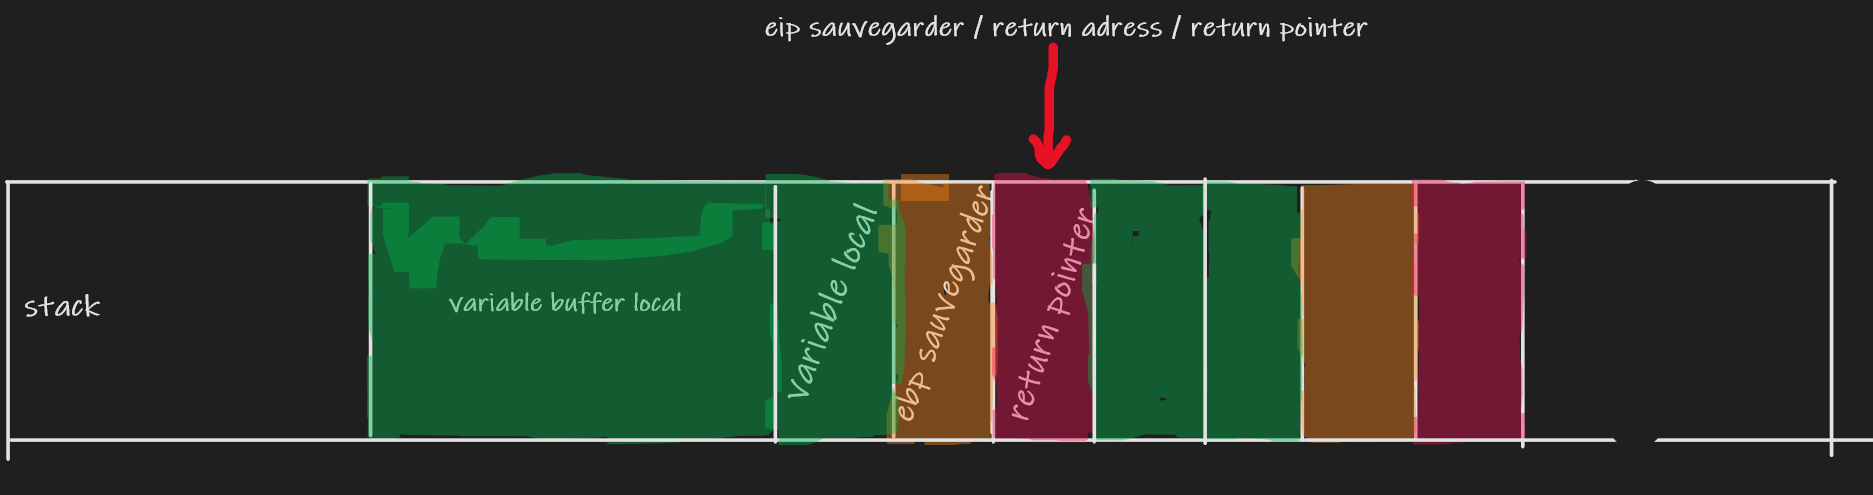 eip sauvegarder / return adress / return pointer
stack
variable buffer local
Variable local
ebp sauvegarder
return pointer